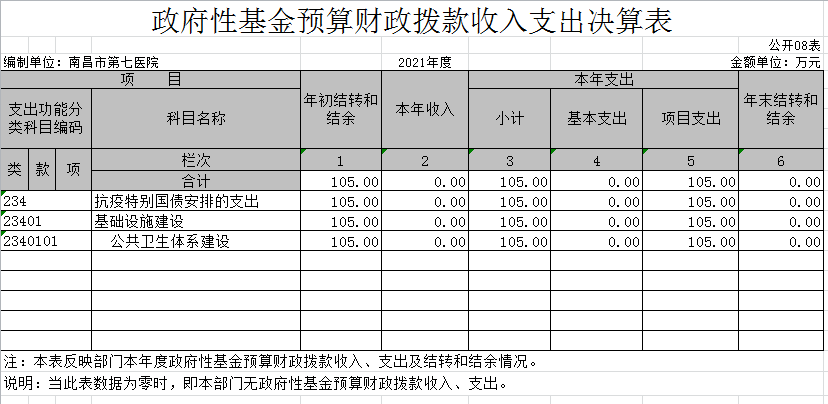 政府性基金预算财政拨款收入支出决算表
公开08表
编制单位：南昌市第七医院 2021年度 金额单位：万元
项 目 年初结转和结余 本年收入 本年支出 年末结转和结余
支出功能分类科目编码 科目名称 小计 基本支出 项目支出
类 款 项 栏次 1 2 3 4 5 6
合计 105.00 0.00 105.00 0.00 105.00 0.00
234 抗疫特别国债安排的支出 105.00 0.00 105.00 0.00 105.00 0.00
23401 基础设施建设 105.00 0.00 105.00 0.00 105.00 0.00
2340101 公共卫生体系建设 105.00 0.00 105.00 0.00 105.00 0.00
注：本表反映部门本年度政府性基金预算财政拨款收入、支出及结转和结余情况。
说明：当此表数据为零时，即本部门无政府性基金预算财政拨款收入、支出。